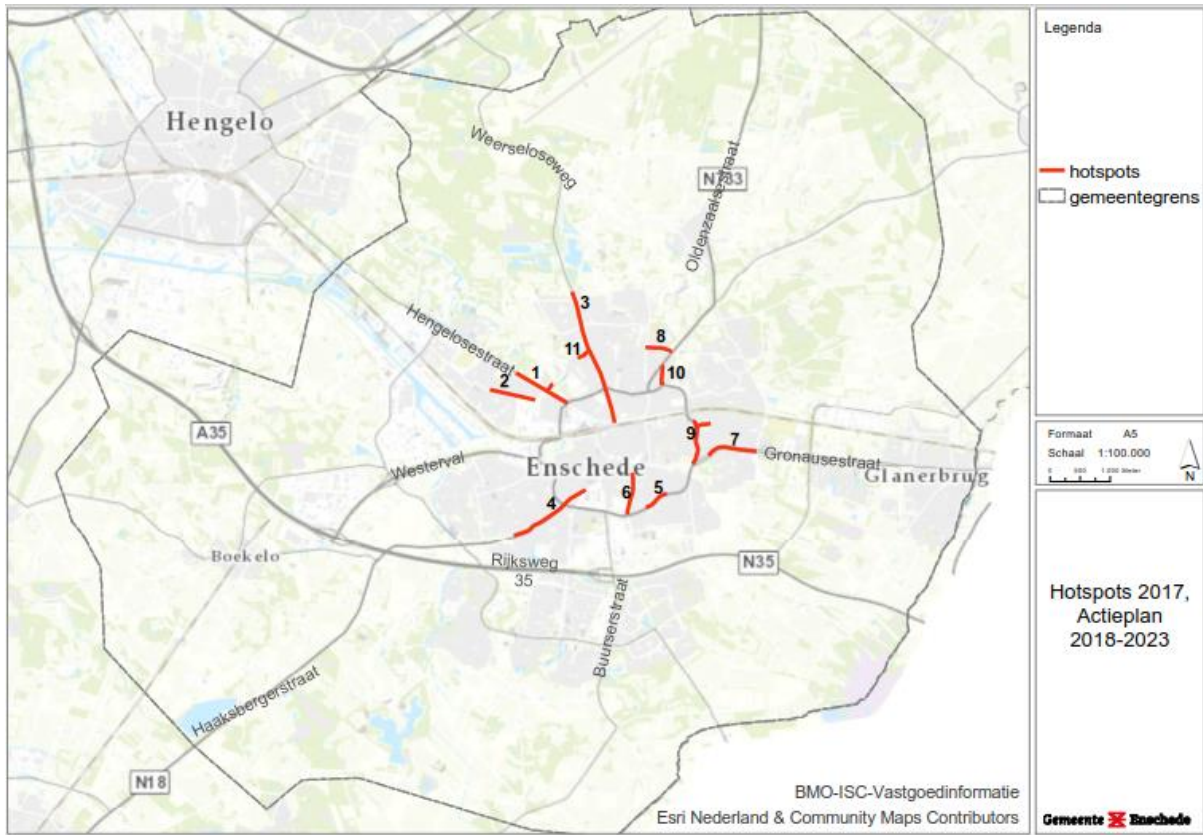 Hengelo
Weerseloseweg
Oldenzaalsestraat
3
Hengelosestraat
11
8
1
2
10
A35
9
7
Westerval
Enschede
Gronausestraat
Glanerbrug
6
5
4
Boekelo
Rijksweg
35
N35
Buurserstraat
Haaksbergerstraat
N18
BMO-ISC-Vastgoedinformatie
Esri Nederland & Community Maps Contributors
Legenda
hotspots
gemeentegrens
Formaat A5
Schaal 1:100.000
N
Hotspots 2017,
Actieplan
2018-2023
Gemeente Enschede